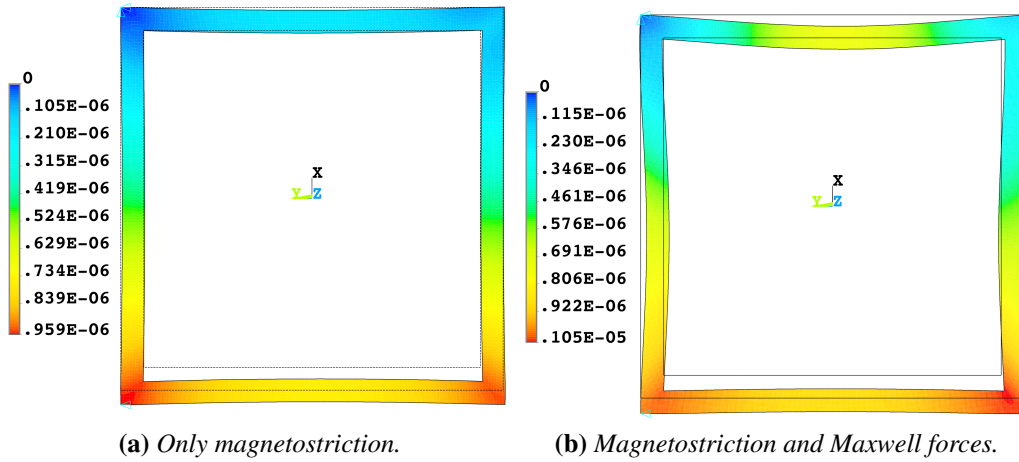 0
.105E-06
.210E-06
.315E-06
.419E-06
.524E-06
.629E-06
.734E-06
.839E-06
.959E-06
X
Y Z
(a) Only magnetostriction.
0
.115E-06
.230E-06
.346E-06
.461E-06
.576E-06
.691E-06
.806E-06
.922E-06
.105E-05
X
Y Z
(b) Magnetostriction and Maxwell forces.